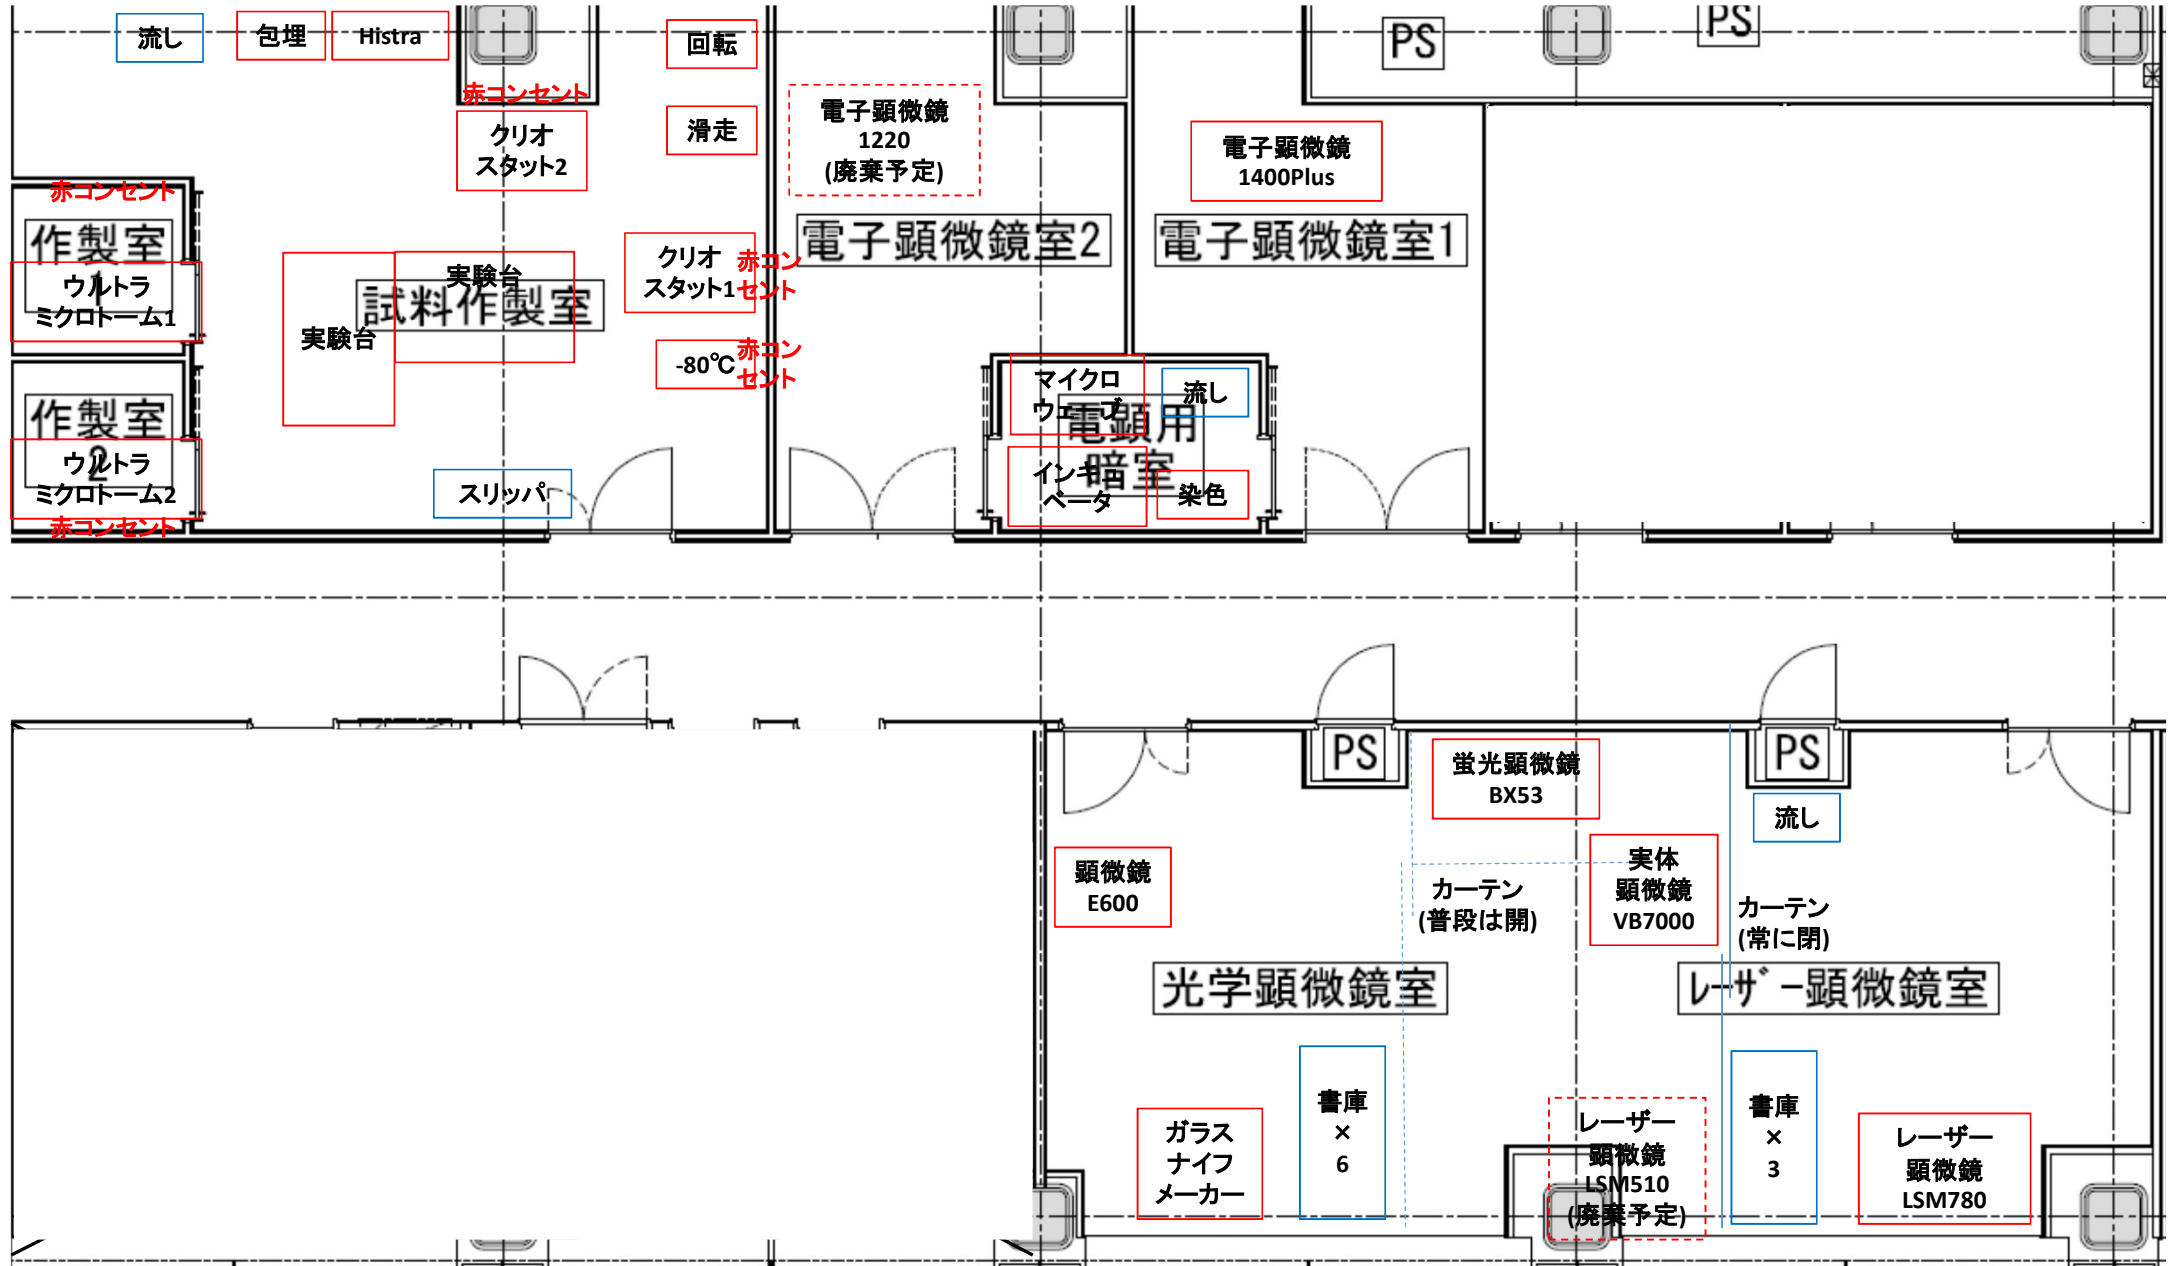 流し
包埋
Histra
回転
PS
PS
赤コンセント
クリオ
スタット2
滑走
電子顕微鏡
1220
(廃棄予定)
電子顕微鏡
1400Plus
赤コンセント
作製室
1
ウルトラ
ミクロトーム1
実験台
実験台
試料作製室
クリオ
スタット1
赤コン
セント
電子顕微鏡室2
電子顕微鏡室1
-80℃
赤コン
セント
作製室
2
ウルトラ
ミクロトーム2
赤コンセント
スリッパ
マイクロ
ウェーブ
流し
電顕用
暗室
インキュ
ベータ
染色
PS
蛍光顕微鏡
BX53
PS
流し
顕微鏡
E600
カーテン
(普段は開)
実体
顕微鏡
VB7000
カーテン
(常に閉)
光学顕微鏡室
レーザー顕微鏡室
ガラス
ナイフ
メーカー
書庫
×
6
レーザー
顕微鏡
LSM510
(廃棄予定)
書庫
×
3
レーザー
顕微鏡
LSM780